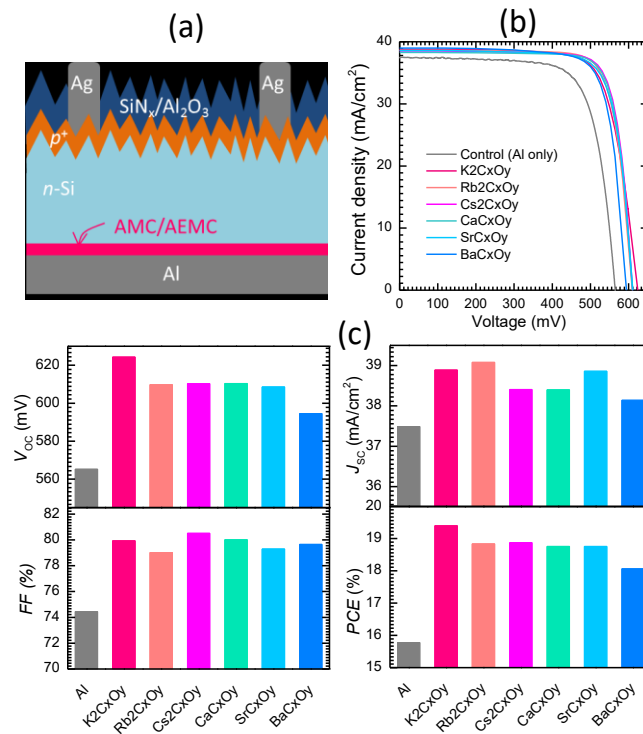 (a)
Ag
Ag
SiNx/Al2O3
p+
n-Si
AMC/AEMC
Al
(b)
40
30
20
10
0
Current density (mA/cm2)
Control (Al only)
K2CxOy
Rb2CxOy
Cs2CxOy
CaCxOy
SrCxOy
BaCxOy
0 100 200 300 400 500 600
Voltage (mV)
(c)
620
600
580
560
VOC (mV)
39
38
37
36
JSC (mA/cm2)
82
80
78
76
74
72
70
FF (%)
20
19
18
17
16
15
PCE (%)
Al
K2CxOy
Rb2CxOy
Cs2CxOy
CaCxOy
SrCxOy
BaCxOy
Al
K2CxOy
Rb2CxOy
Cs2CxOy
CaCxOy
SrCxOy
BaCxOy